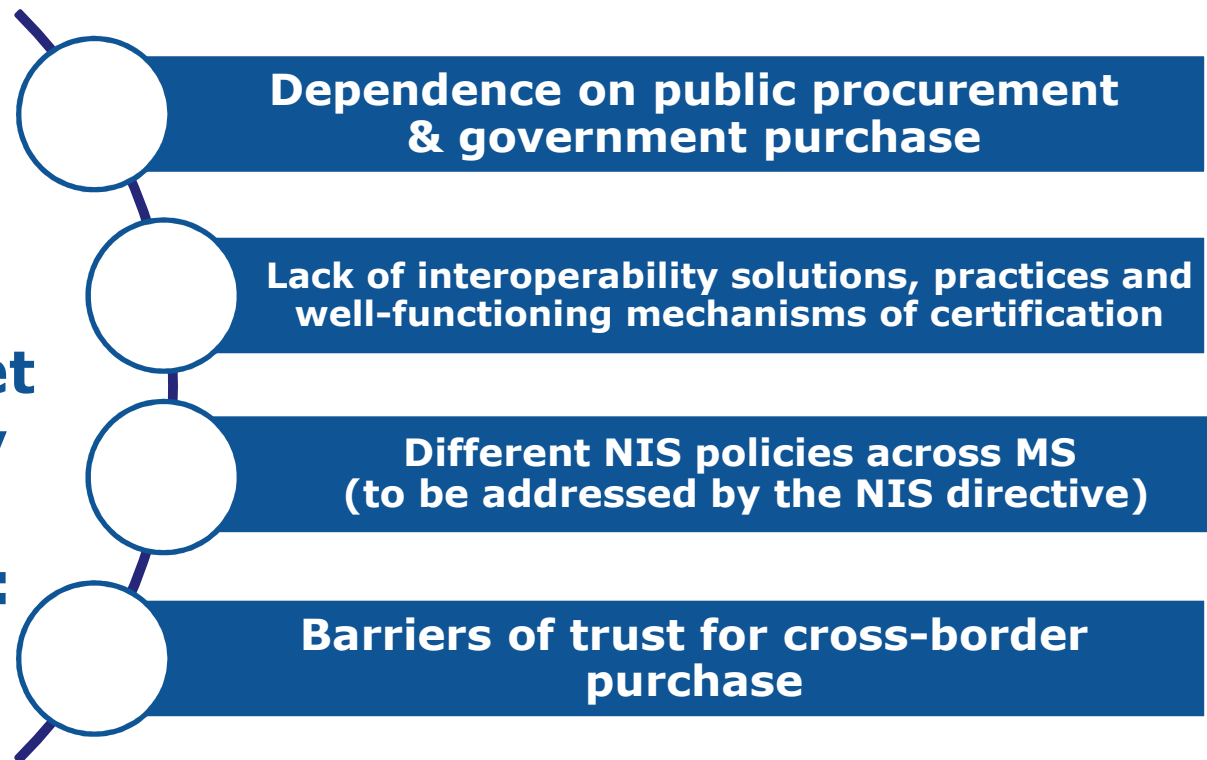 Dependence on public procurement
& government purchase
Lack of interoperability solutions, practices and
well-functioning mechanisms of certification
Different NIS policies across MS
(to be addressed by the NIS directive)
Barriers of trust for cross-border
purchase